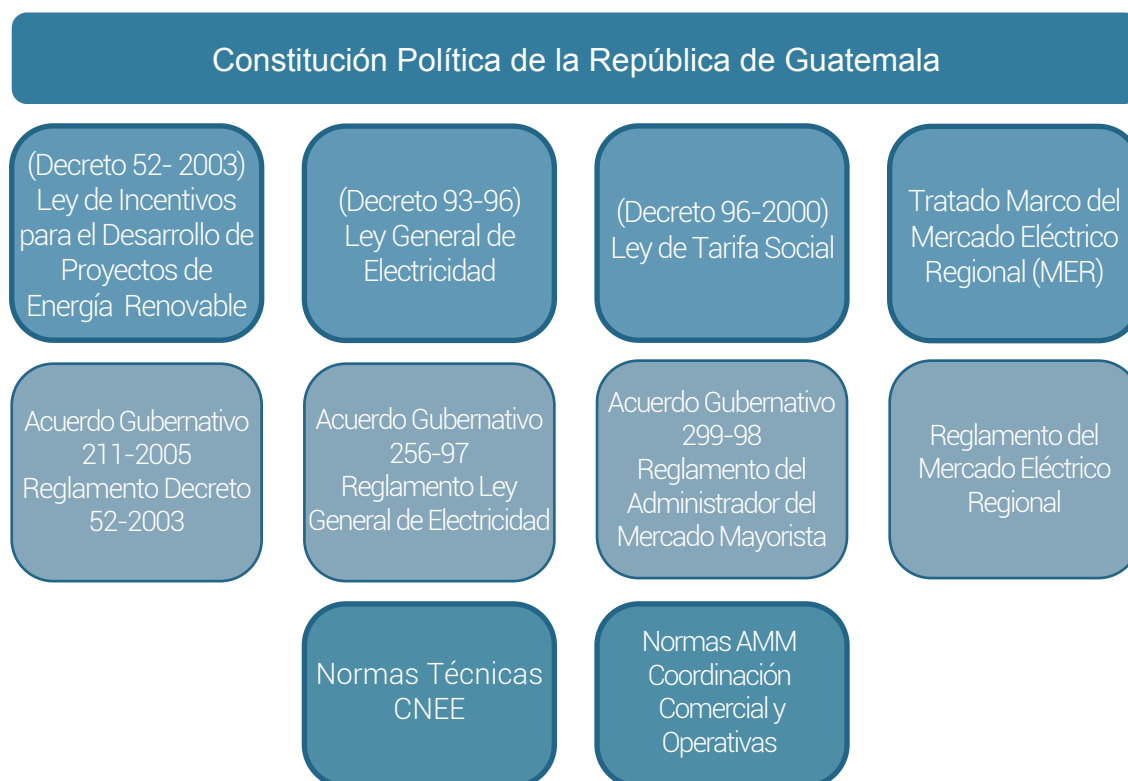 Constitución Política de la República de Guatemala
(Decreto 52- 2003)
Ley de Incentivos
para el Desarrollo de
Proyectos de
Energía Renovable
(Decreto 93-96)
Ley General de
Electricidad
(Decreto 96-2000)
Ley de Tarifa Social
Tratado Marco del
Mercado Eléctrico
Regional (MER)
Acuerdo Gubernativo
211-2005
Reglamento Decreto
52-2003
Acuerdo Gubernativo
256-97
Reglamento Ley
General de Electricidad
Acuerdo Gubernativo
299-98
Reglamento del
Administrador del
Mercado Mayorista
Reglamento del
Mercado Eléctrico
Regional
Normas Técnicas
CNEE
Normas AMM
Coordinación
Comercial y
Operativas